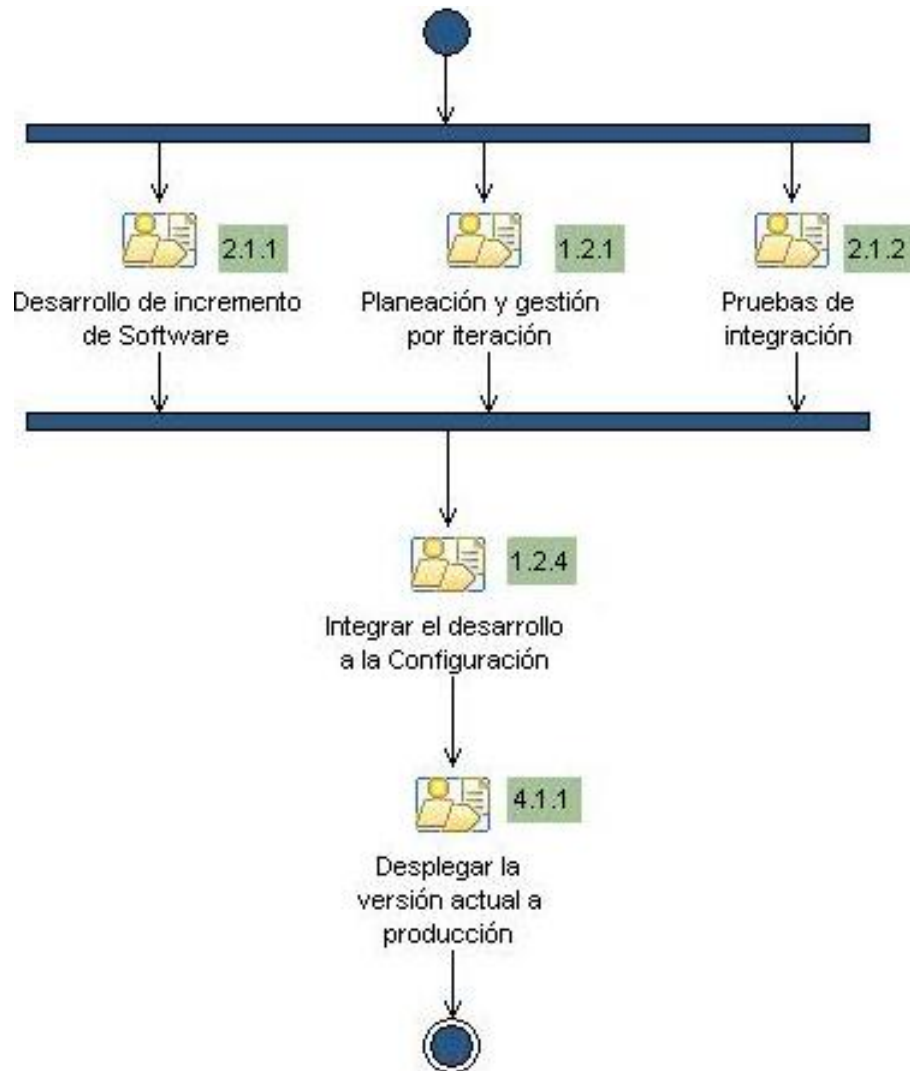 2.1.1
Desarrollo de incremento
de Software
1.2.1
Planeación y gestión
por iteración
2.1.2
Pruebas de
integración
1.2.4
Integrar el desarrollo
a la Configuración
4.1.1
Desplegar la
versión actual a
producción